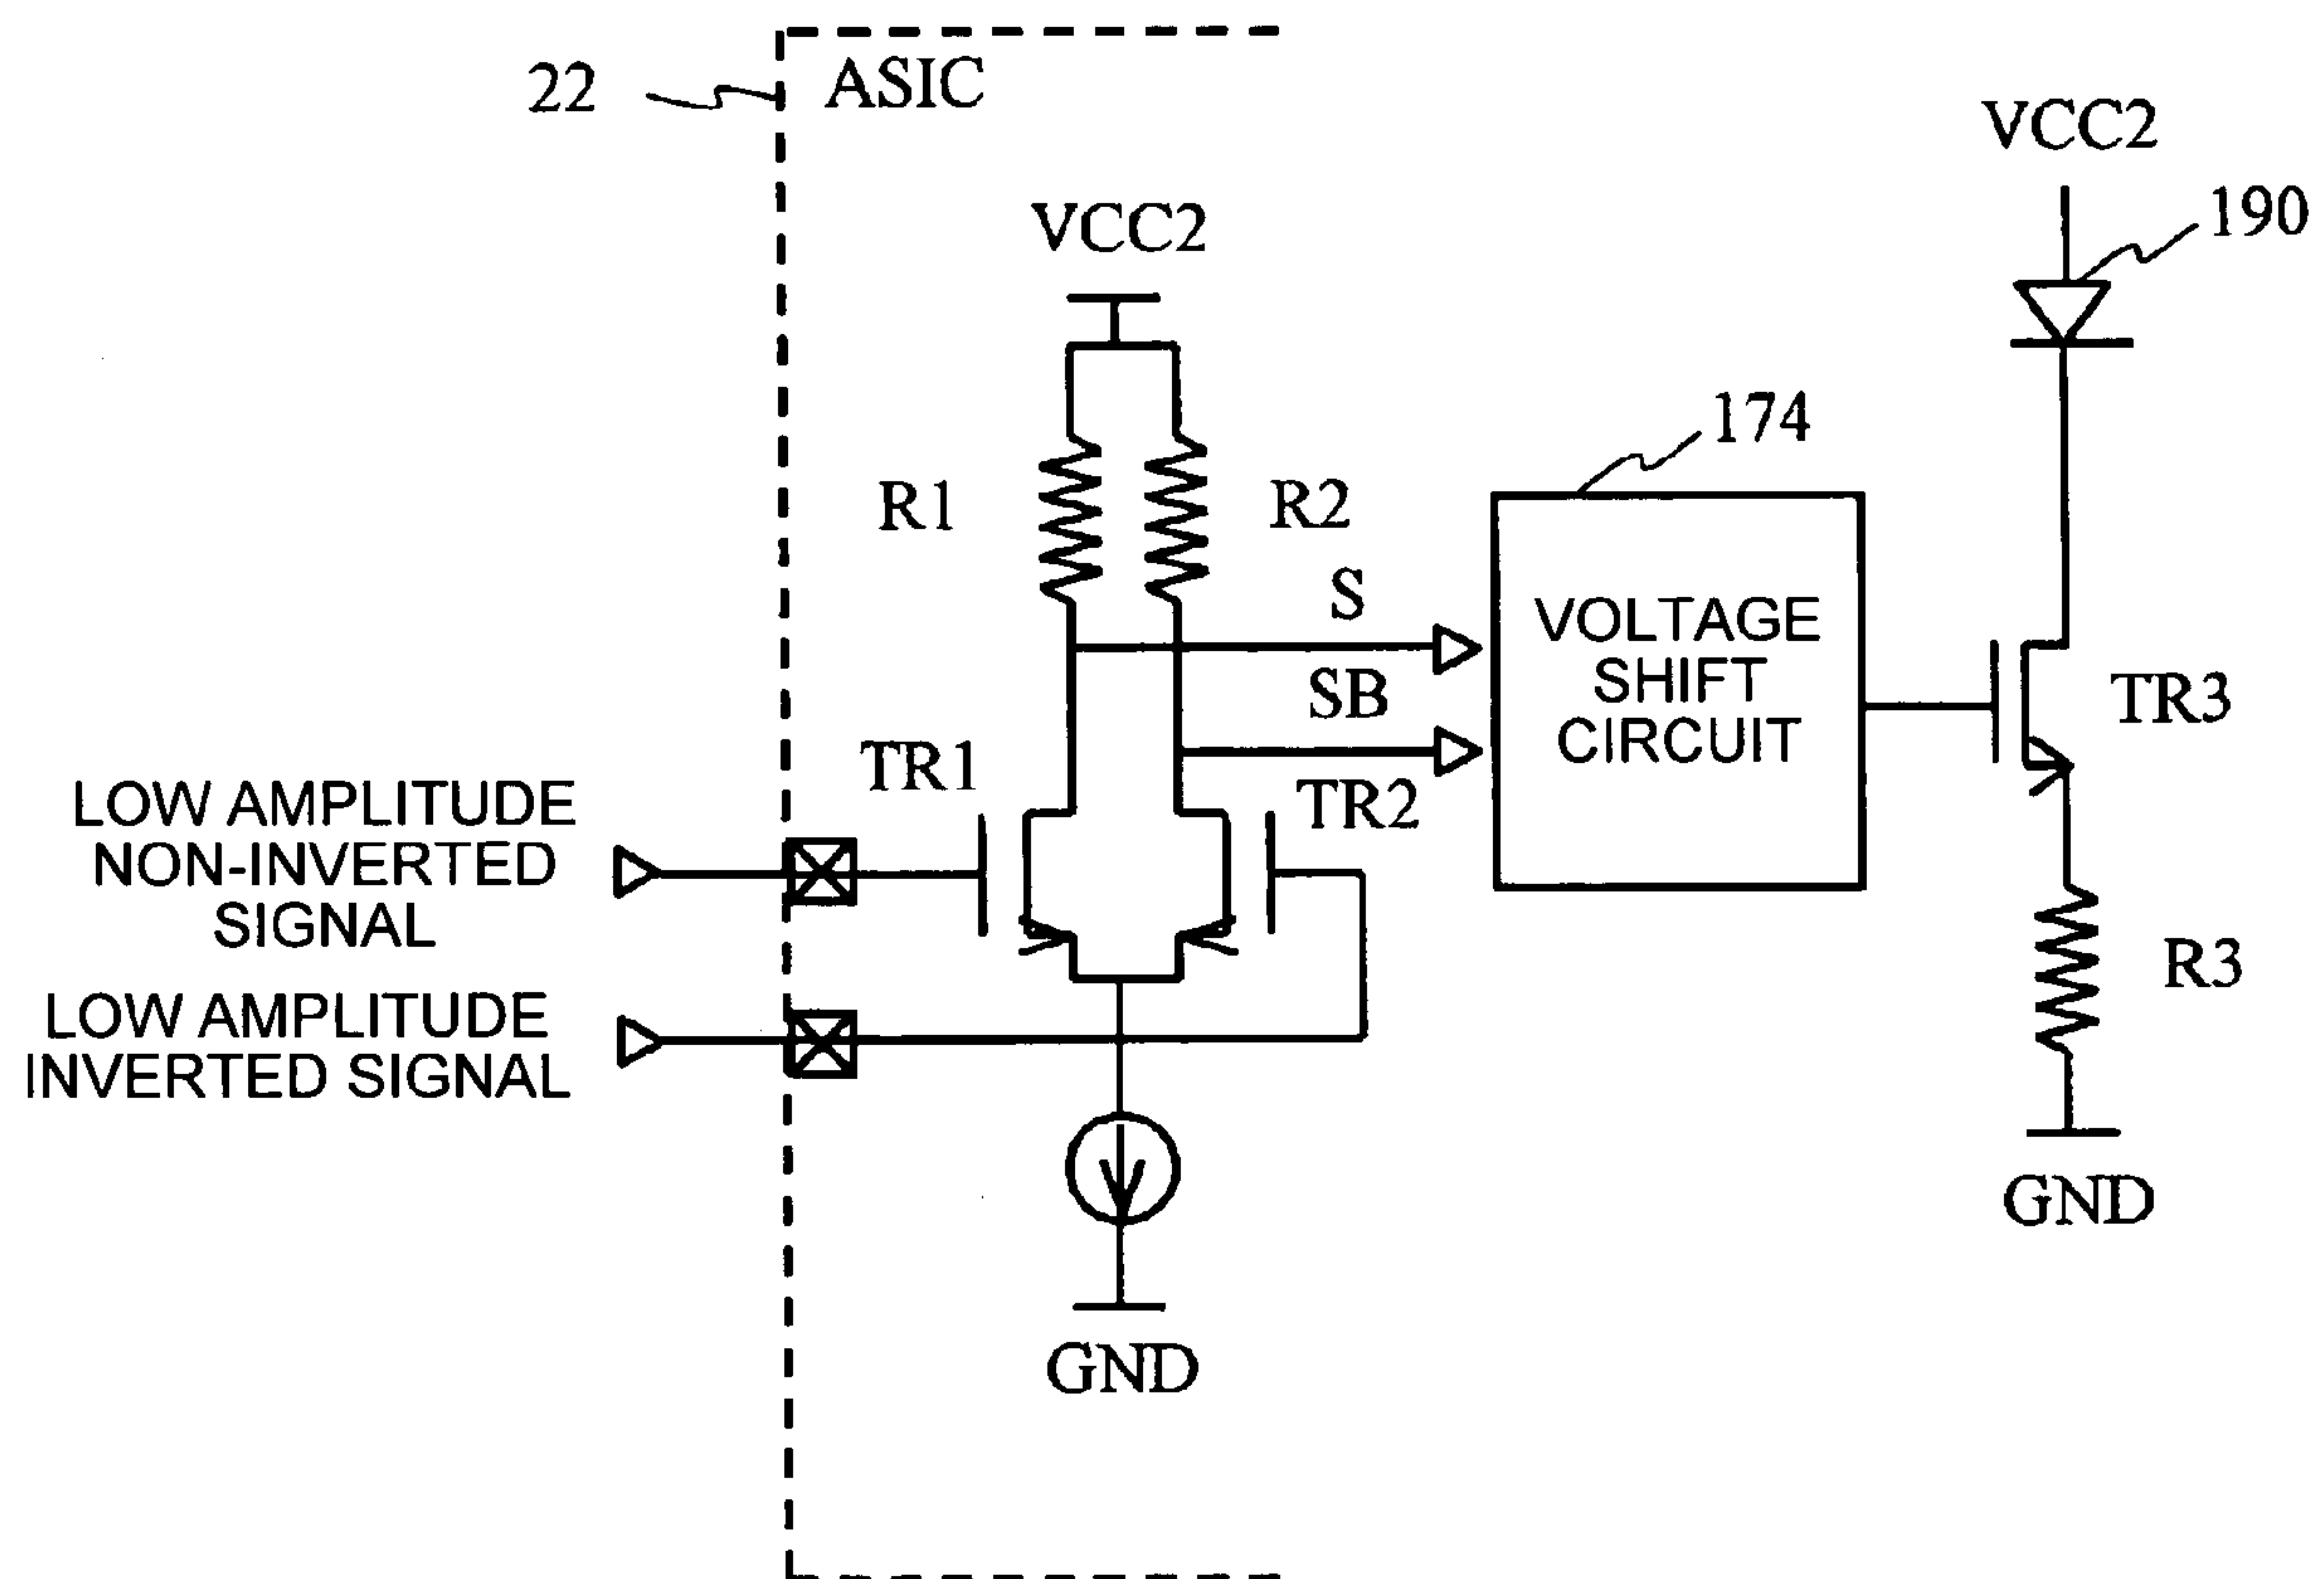 22
ASIC
VCC2
190
VCC2
174
R1
R2
S
VOLTAGE
SHIFT
CIRCUIT
SB
TR3
TR1
TR2
LOW AMPLITUDE
NON-INVERTED
SIGNAL
R3
LOW AMPLITUDE
INVERTED SIGNAL
GND
GND